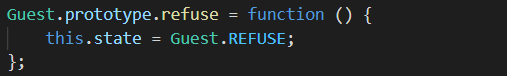 Guest.prototype.refuse = function () {
    this.state = Guest.REFUSE;
};